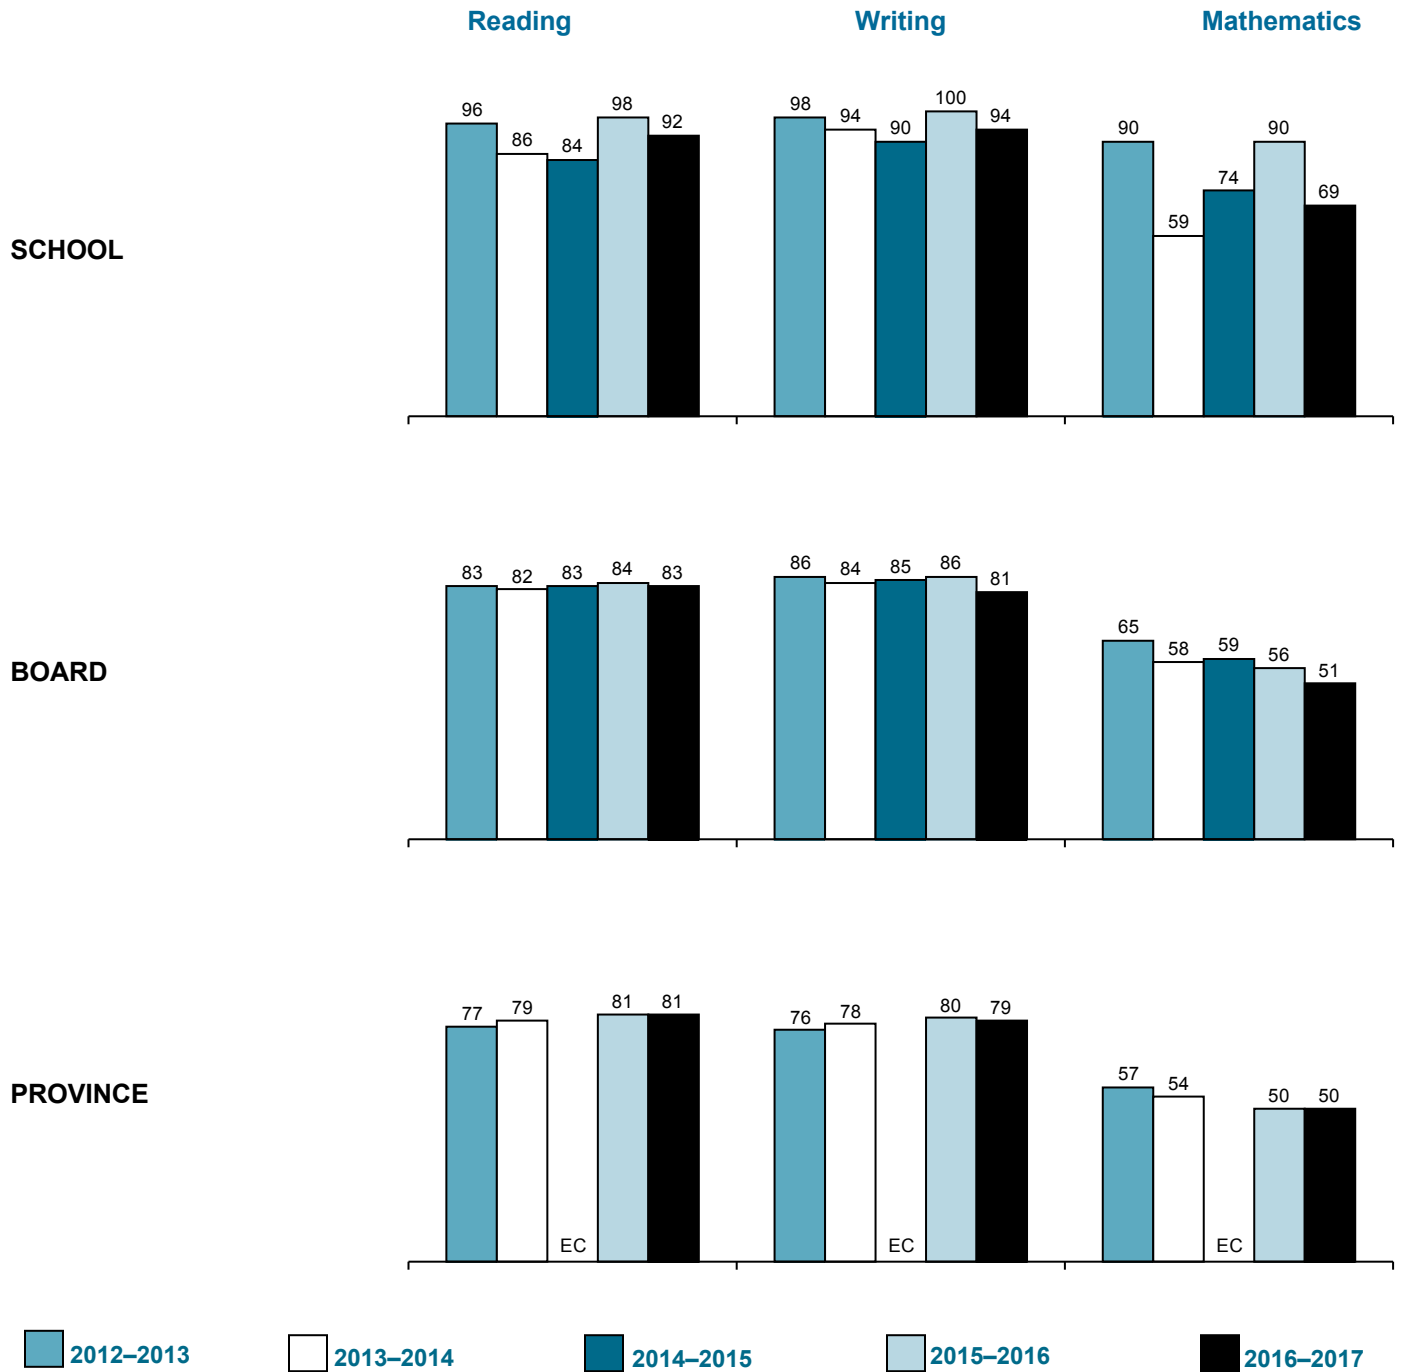 Reading Writing Mathematics
SCHOOL
96 86 84 98 92 98 94 90 100 94 90 59 74 90 69
BOARD
83 82 83 84 83 86 84 85 86 81 65 58 59 56 51
PROVINCE
77 79 EC 81 81 76 78 EC 80 79 57 54 EC 50 50
2012–2013 2013–2014 2014–2015 2015–2016 2016–2017